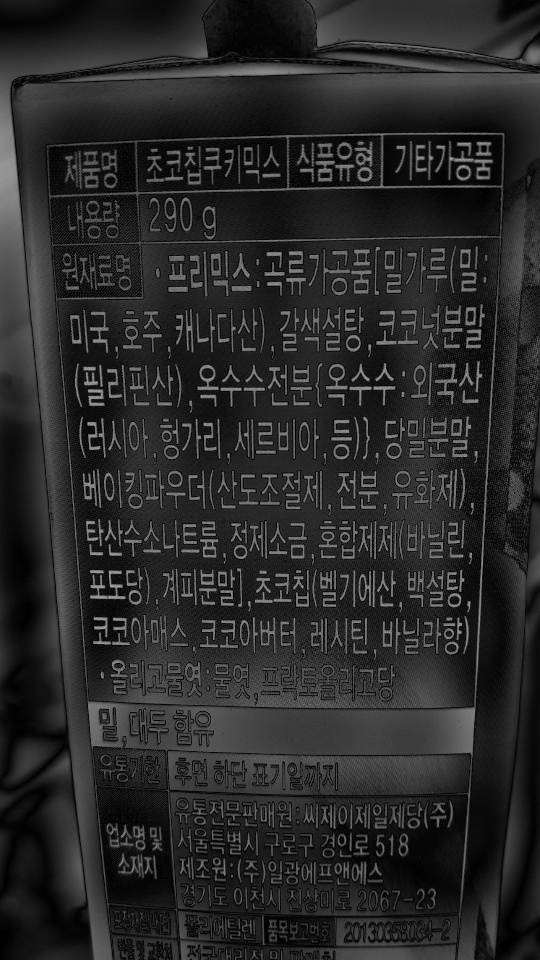 제품명 초코칩쿠키믹스 식품유형 기타가공품
내용량 290 g
원재료명 · 프리믹스:곡류가공품[밀가루(밀:
미국,호주,캐나다산),갈색설탕,코코넛분말
(필리핀산),옥수수전분{옥수수:외국산
(러시아,헝가리,세르비아,등)},당밀분말,
베이킹파우더(산도조절제,전분,유화제),
탄산수소나트륨,정제소금,혼합제제(바닐린,
포도당),계피분말],초코칩(벨기에산,백설탕,
코코아매스,코코아버터,레시틴,바닐라향)
· 올리고물엿:물엿,프락토올리고당
밀,대두 함유
유통기한 후면 하단 표기일까지
업소명 및 소재지 유통전문판매원:씨제이제일제당(주)
서울특별시 구로구 경인로 518
제조원:(주)일광에프앤에스
경기도 이천시 진상미로 2067-23
폴리에틸렌 품목보고번호